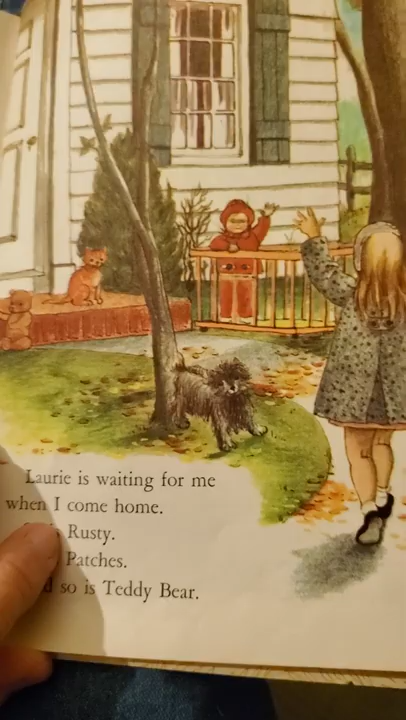 Laurie is waiting for me
when I come home.
Rusty.
Patches.
so is Teddy Bear.